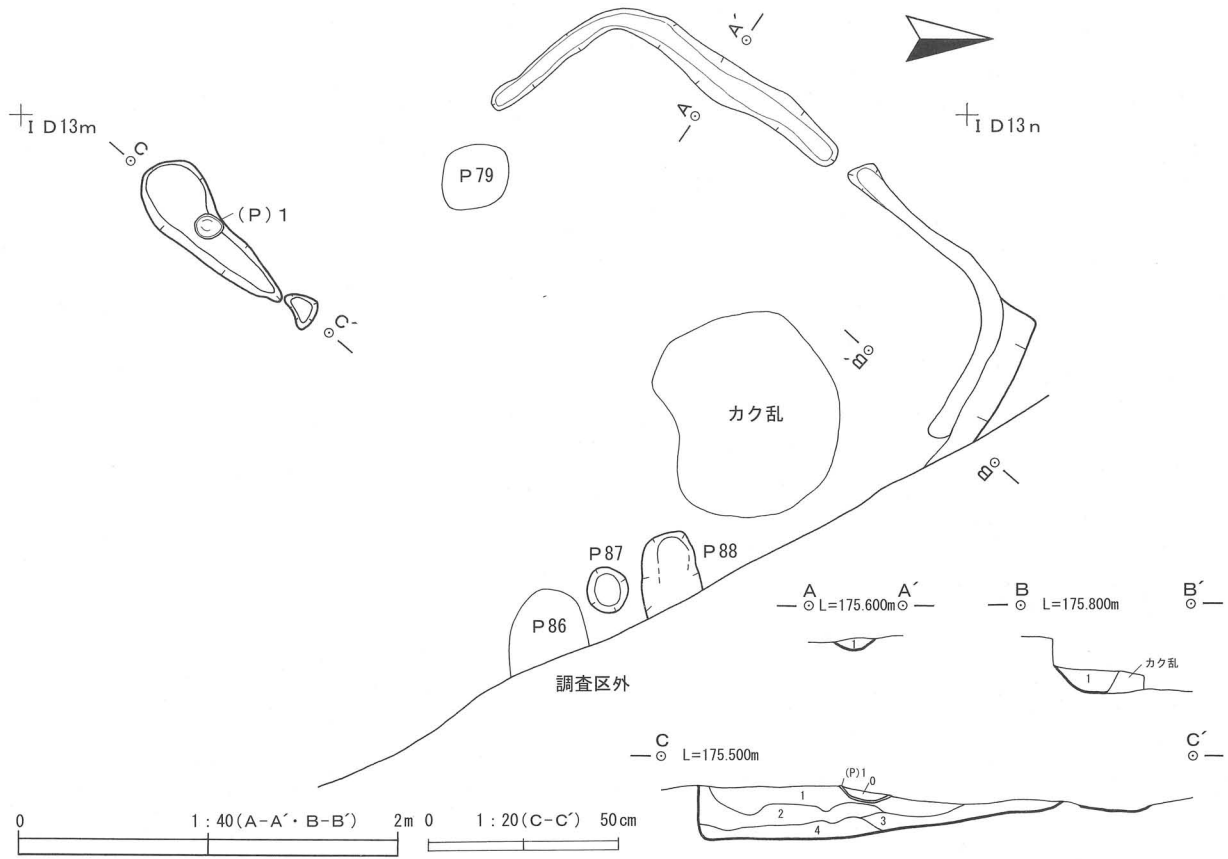 A´
A
I D13m
I D13n
C
P79
(P)1
C´
B´
カク乱
B
P87
P88
A A´
L=175.600m
B B´
L=175.800m
P86
1
カク乱
1
調査区外
C C´
L=175.500m
(P)1
0
1
2
3
4
0 1:40(A-A´・B-B´) 2m
0 1:20(C-C´) 50cm